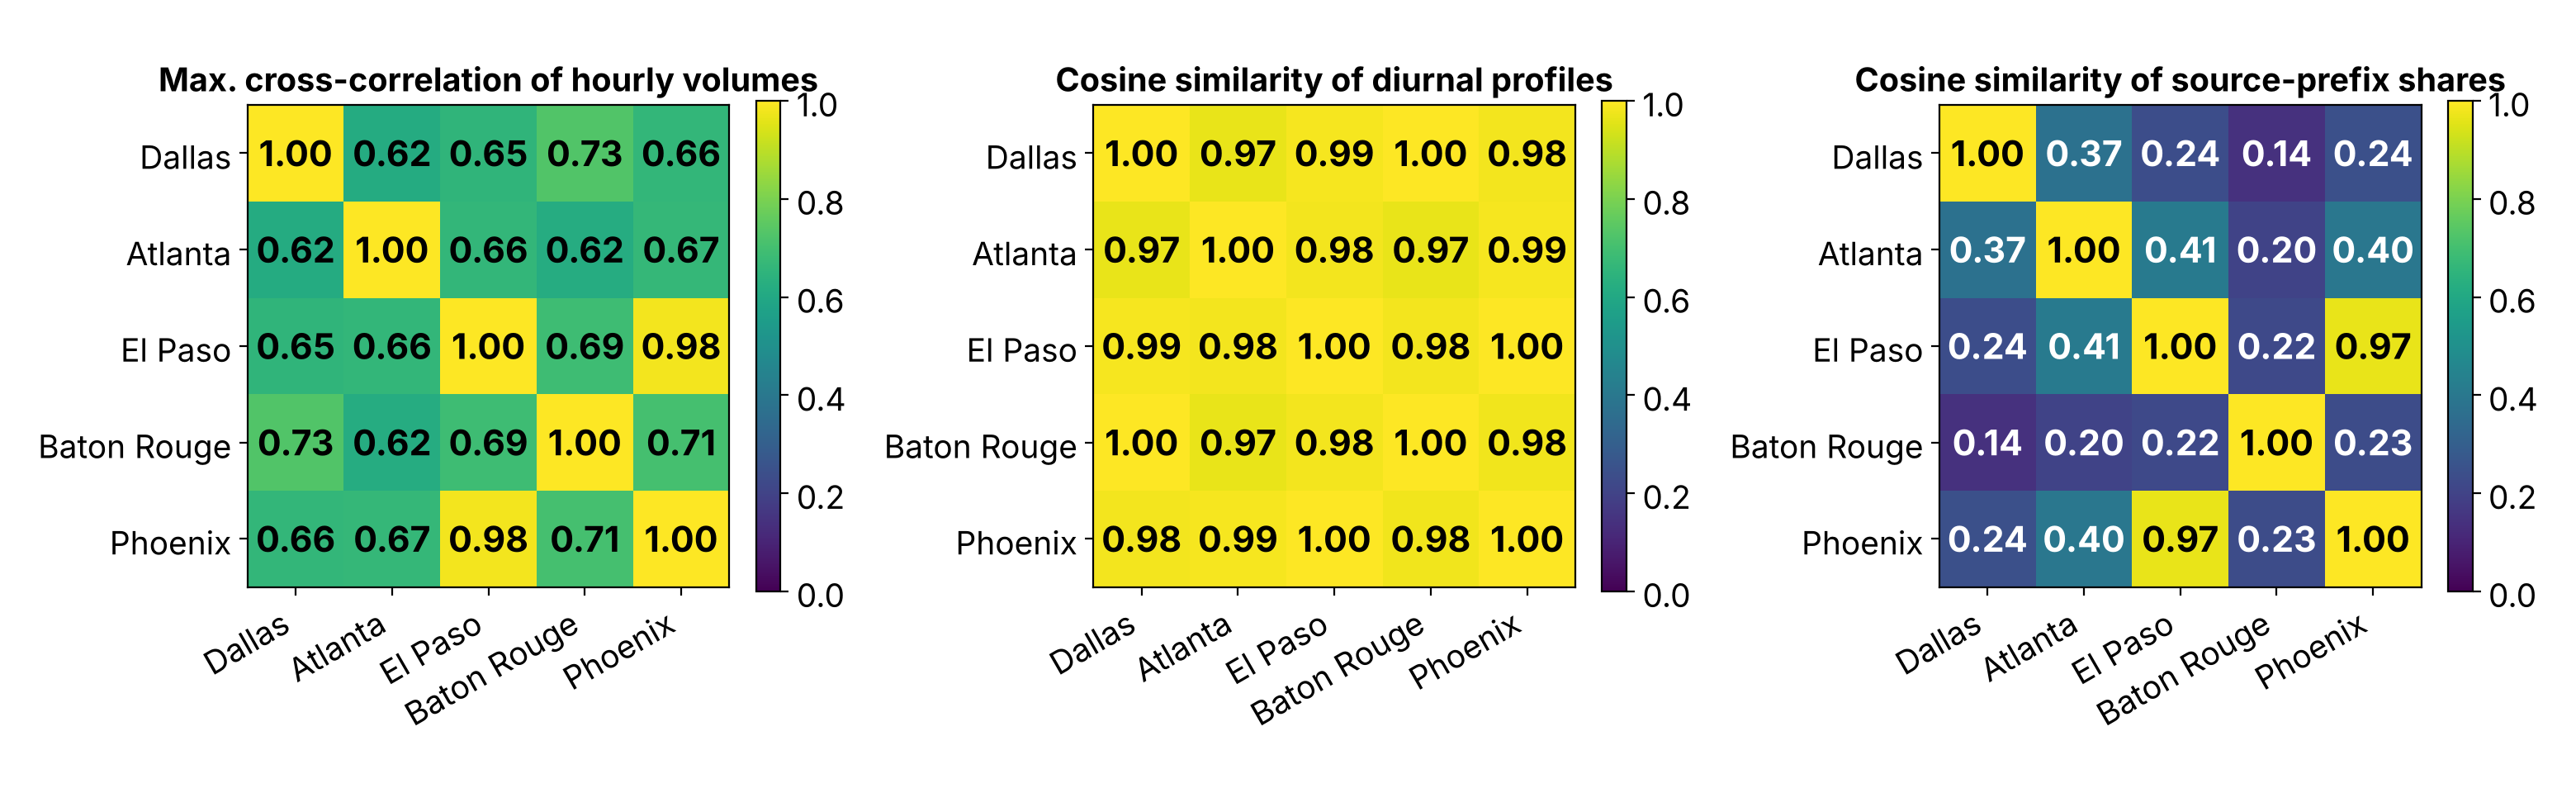 Max. cross-correlation of hourly volumes
Dallas 1.00 0.62 0.65 0.73 0.66
Atlanta 0.62 1.00 0.66 0.62 0.67
El Paso 0.65 0.66 1.00 0.69 0.98
Baton Rouge 0.73 0.62 0.69 1.00 0.71
Phoenix 0.66 0.67 0.98 0.71 1.00
Dallas Atlanta El Paso Baton Rouge Phoenix
1.0
0.8
0.6
0.4
0.2
0.0
Cosine similarity of diurnal profiles
Dallas 1.00 0.97 0.99 1.00 0.98
Atlanta 0.97 1.00 0.98 0.97 0.99
El Paso 0.99 0.98 1.00 0.98 1.00
Baton Rouge 1.00 0.97 0.98 1.00 0.98
Phoenix 0.98 0.99 1.00 0.98 1.00
Dallas Atlanta El Paso Baton Rouge Phoenix
1.0
0.8
0.6
0.4
0.2
0.0
Cosine similarity of source-prefix shares
Dallas 1.00 0.37 0.24 0.14 0.24
Atlanta 0.37 1.00 0.41 0.20 0.40
El Paso 0.24 0.41 1.00 0.22 0.97
Baton Rouge 0.14 0.20 0.22 1.00 0.23
Phoenix 0.24 0.40 0.97 0.23 1.00
Dallas Atlanta El Paso Baton Rouge Phoenix
1.0
0.8
0.6
0.4
0.2
0.0